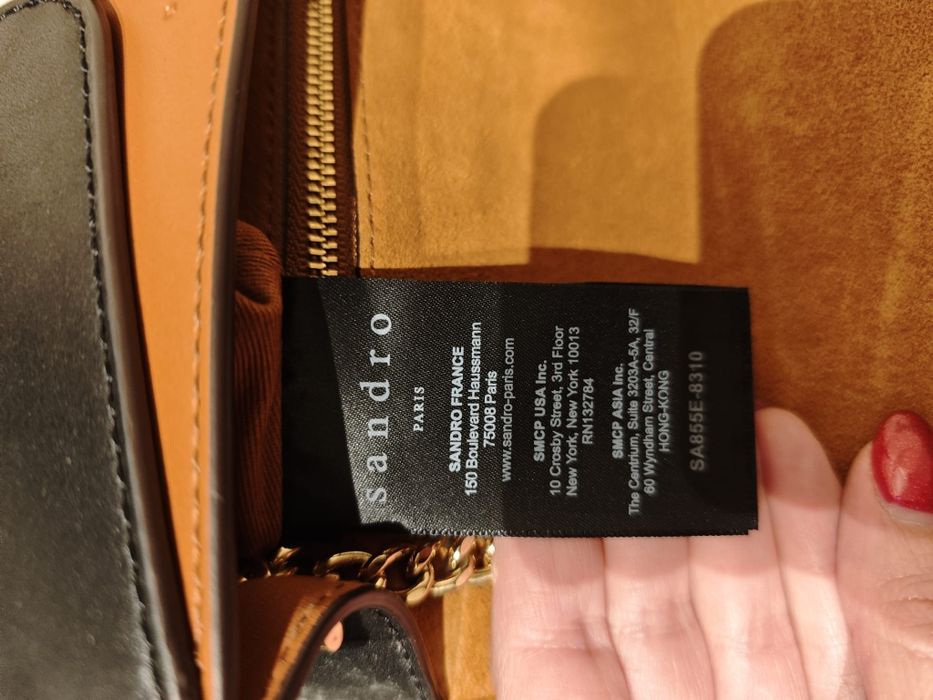 sandro
PARIS
SANDRO FRANCE
150 Boulevard Haussmann
75008 Paris
www.sandro-paris.com
SMCP USA Inc.
10 Crosby Street, 3rd Floor
New York, New York 10013
RN132784
SMCP ASIA Inc.
The Centrium, Suite 3203A-5A, 32/F
60 Wyndham Street, Central
HONG-KONG
SA855E-8310